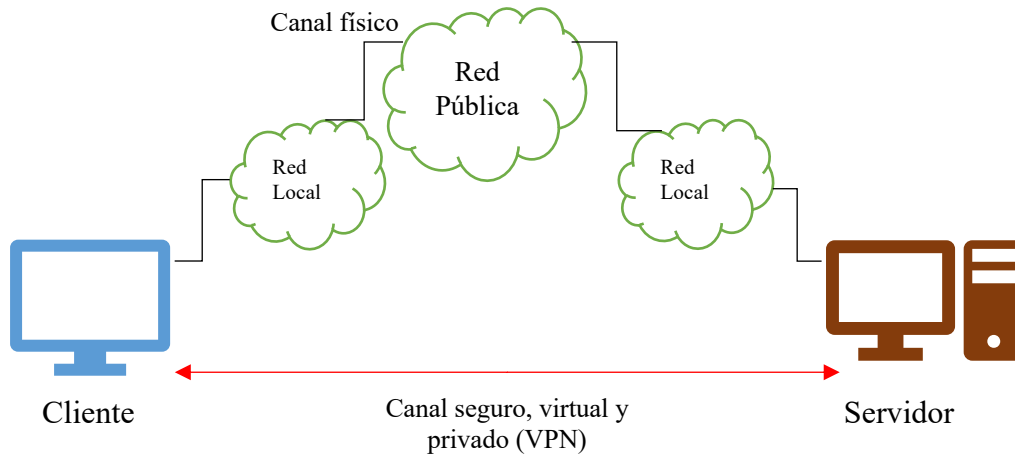 Canal físico
Red
Pública
Red
Local
Red
Local
Cliente
Canal seguro, virtual y
privado (VPN)
Servidor